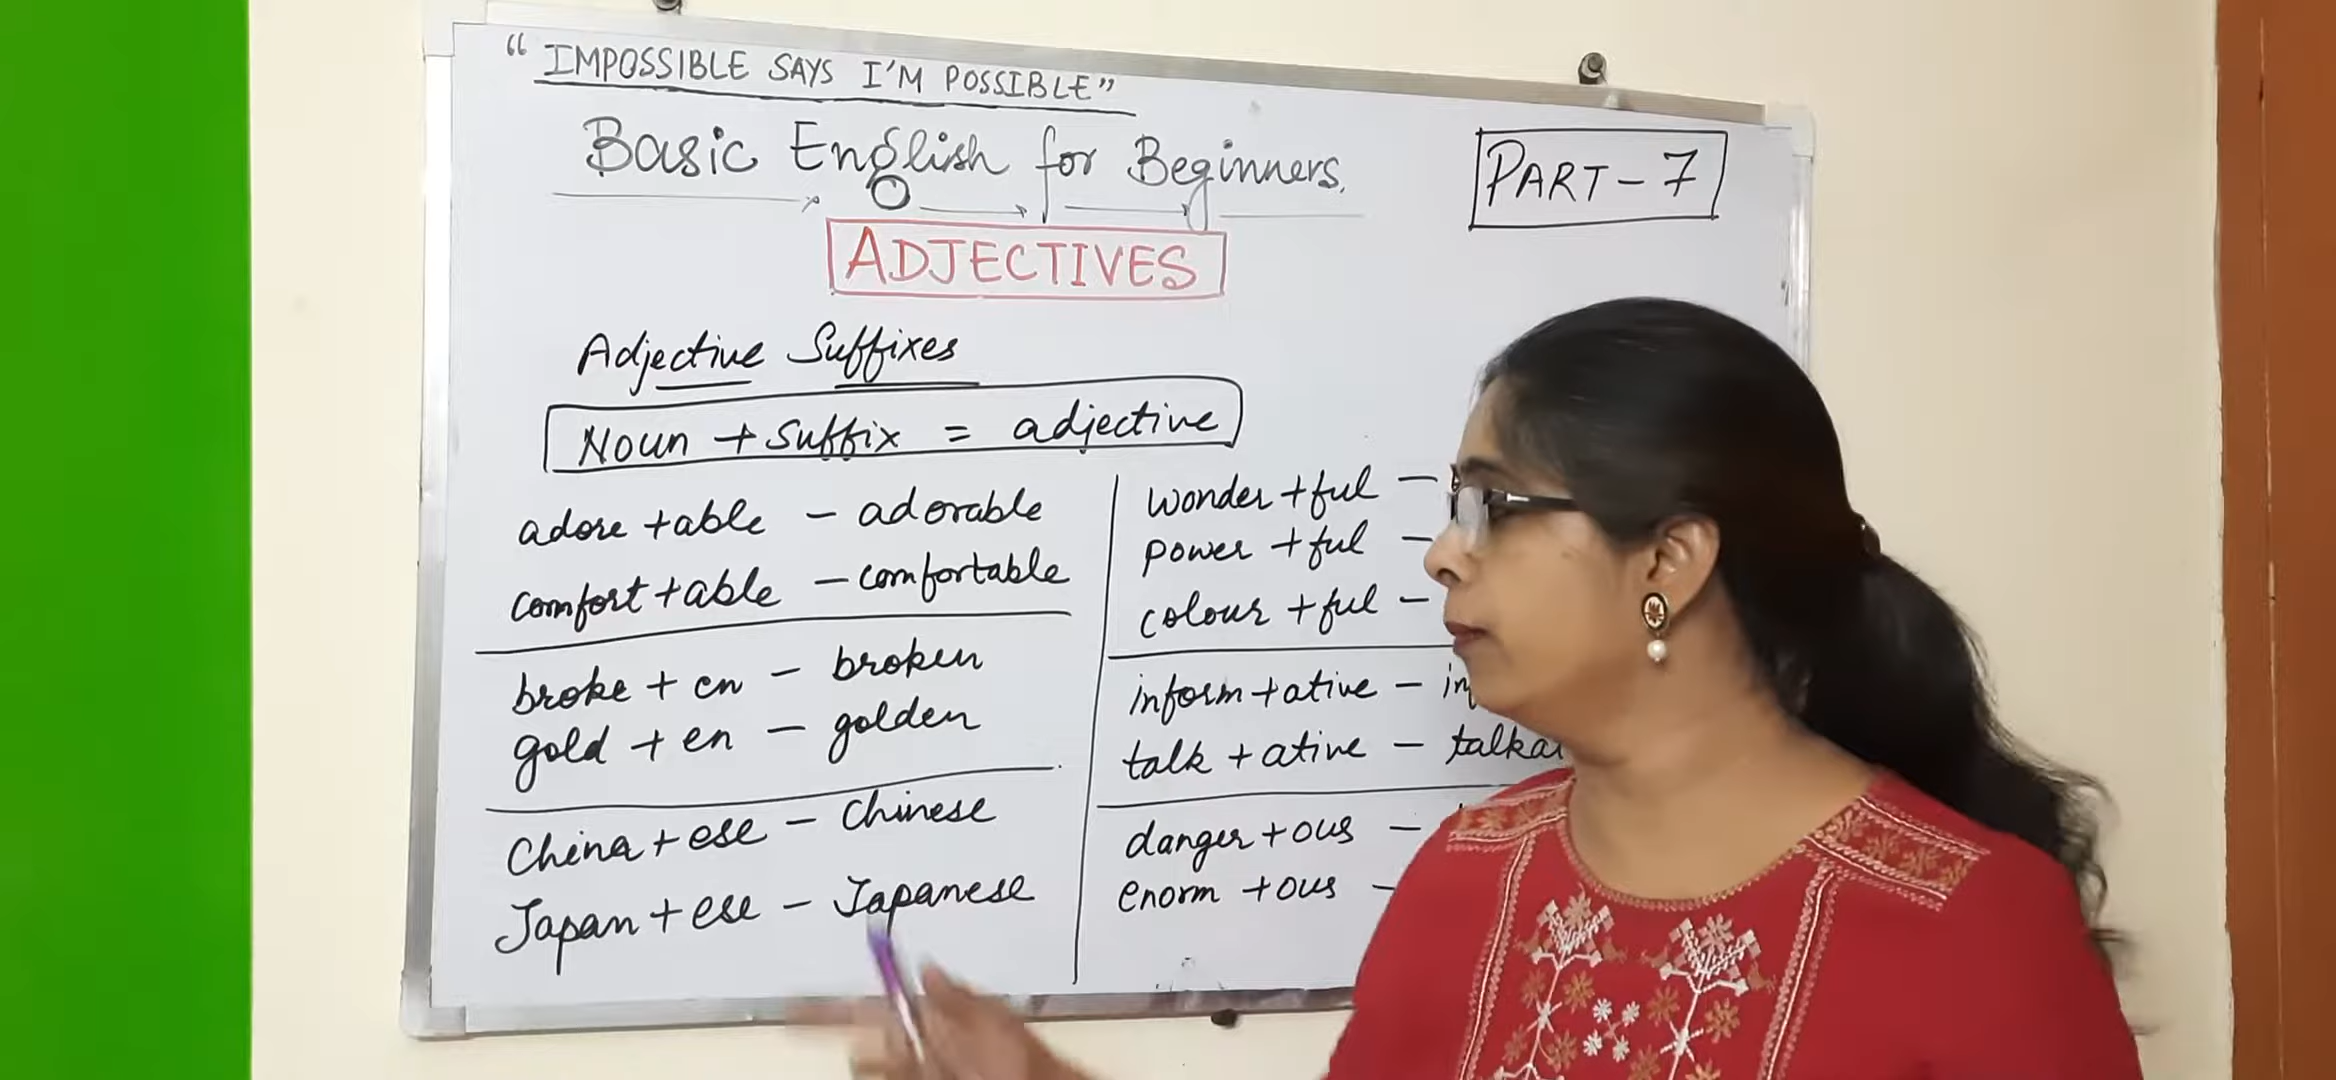 “IMPOSSIBLE SAYS I’M POSSIBLE”
Basic English for Beginners.
PART-7
ADJECTIVES
Adjective Suffixes
Noun + Suffix = adjective
adore +able – adorable
comfort +able – comfortable
broke + en – broken
gold + en – golden
China + ese – Chinese
Japan + ese – Japanese
wonder +ful –
power +ful –
colour +ful –
inform +ative –
talk + ative –
danger +ous –
enorm +ous –